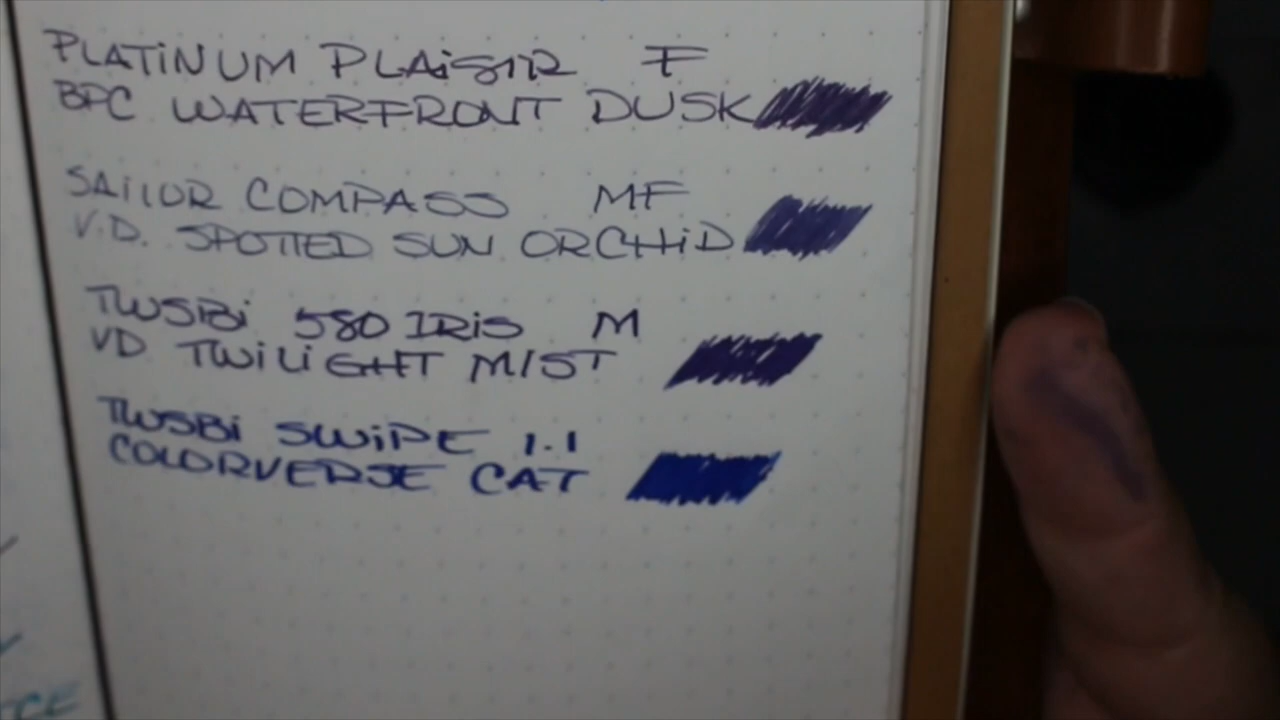 PLATINUM PLAiSIR F
BPC WATERFRONT DUSK
SAilOR COMPASS MF
V.D. SPOTTED SUN ORCHiD
TWSBi 580 IRiS M
VD TWiLiGHT MIST
TWSBi SWiPE 1.1
COLORVERSE CAT